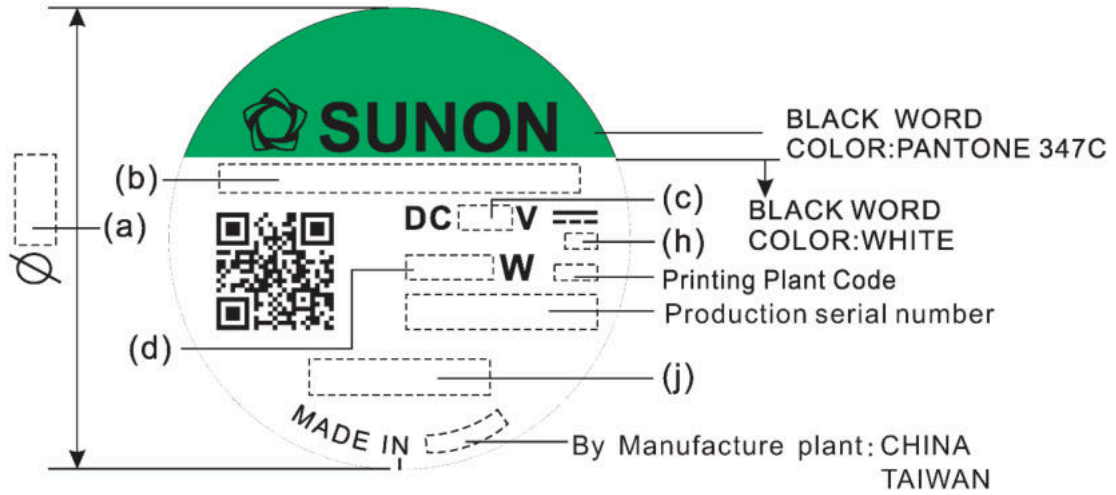 SUNON
BLACK WORD
COLOR:PANTONE 347C
(b)
(c)
DC V
BLACK WORD
COLOR:WHITE
(a)
(h)
Ø
W
Printing Plant Code
Production serial number
(d)
(j)
MADE IN
By Manufacture plant: CHINA
TAIWAN